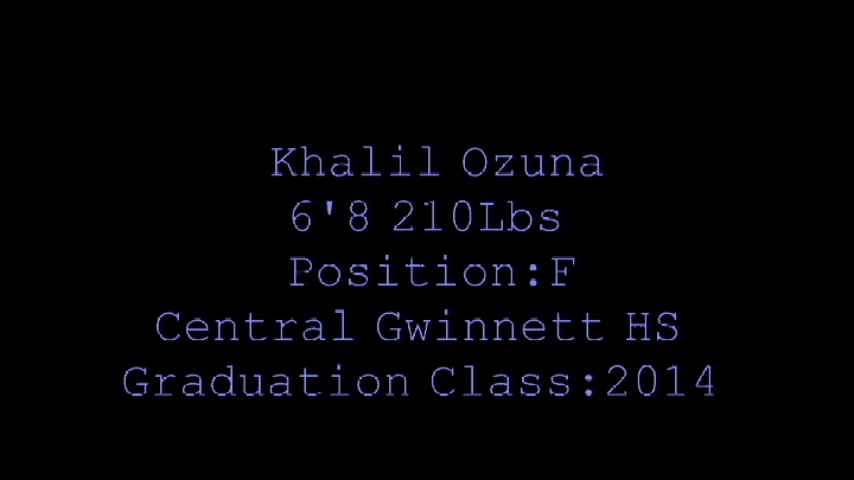 Khalil Ozuna
6'8 210Lbs
Position:F
Central Gwinnett HS
Graduation Class:2014